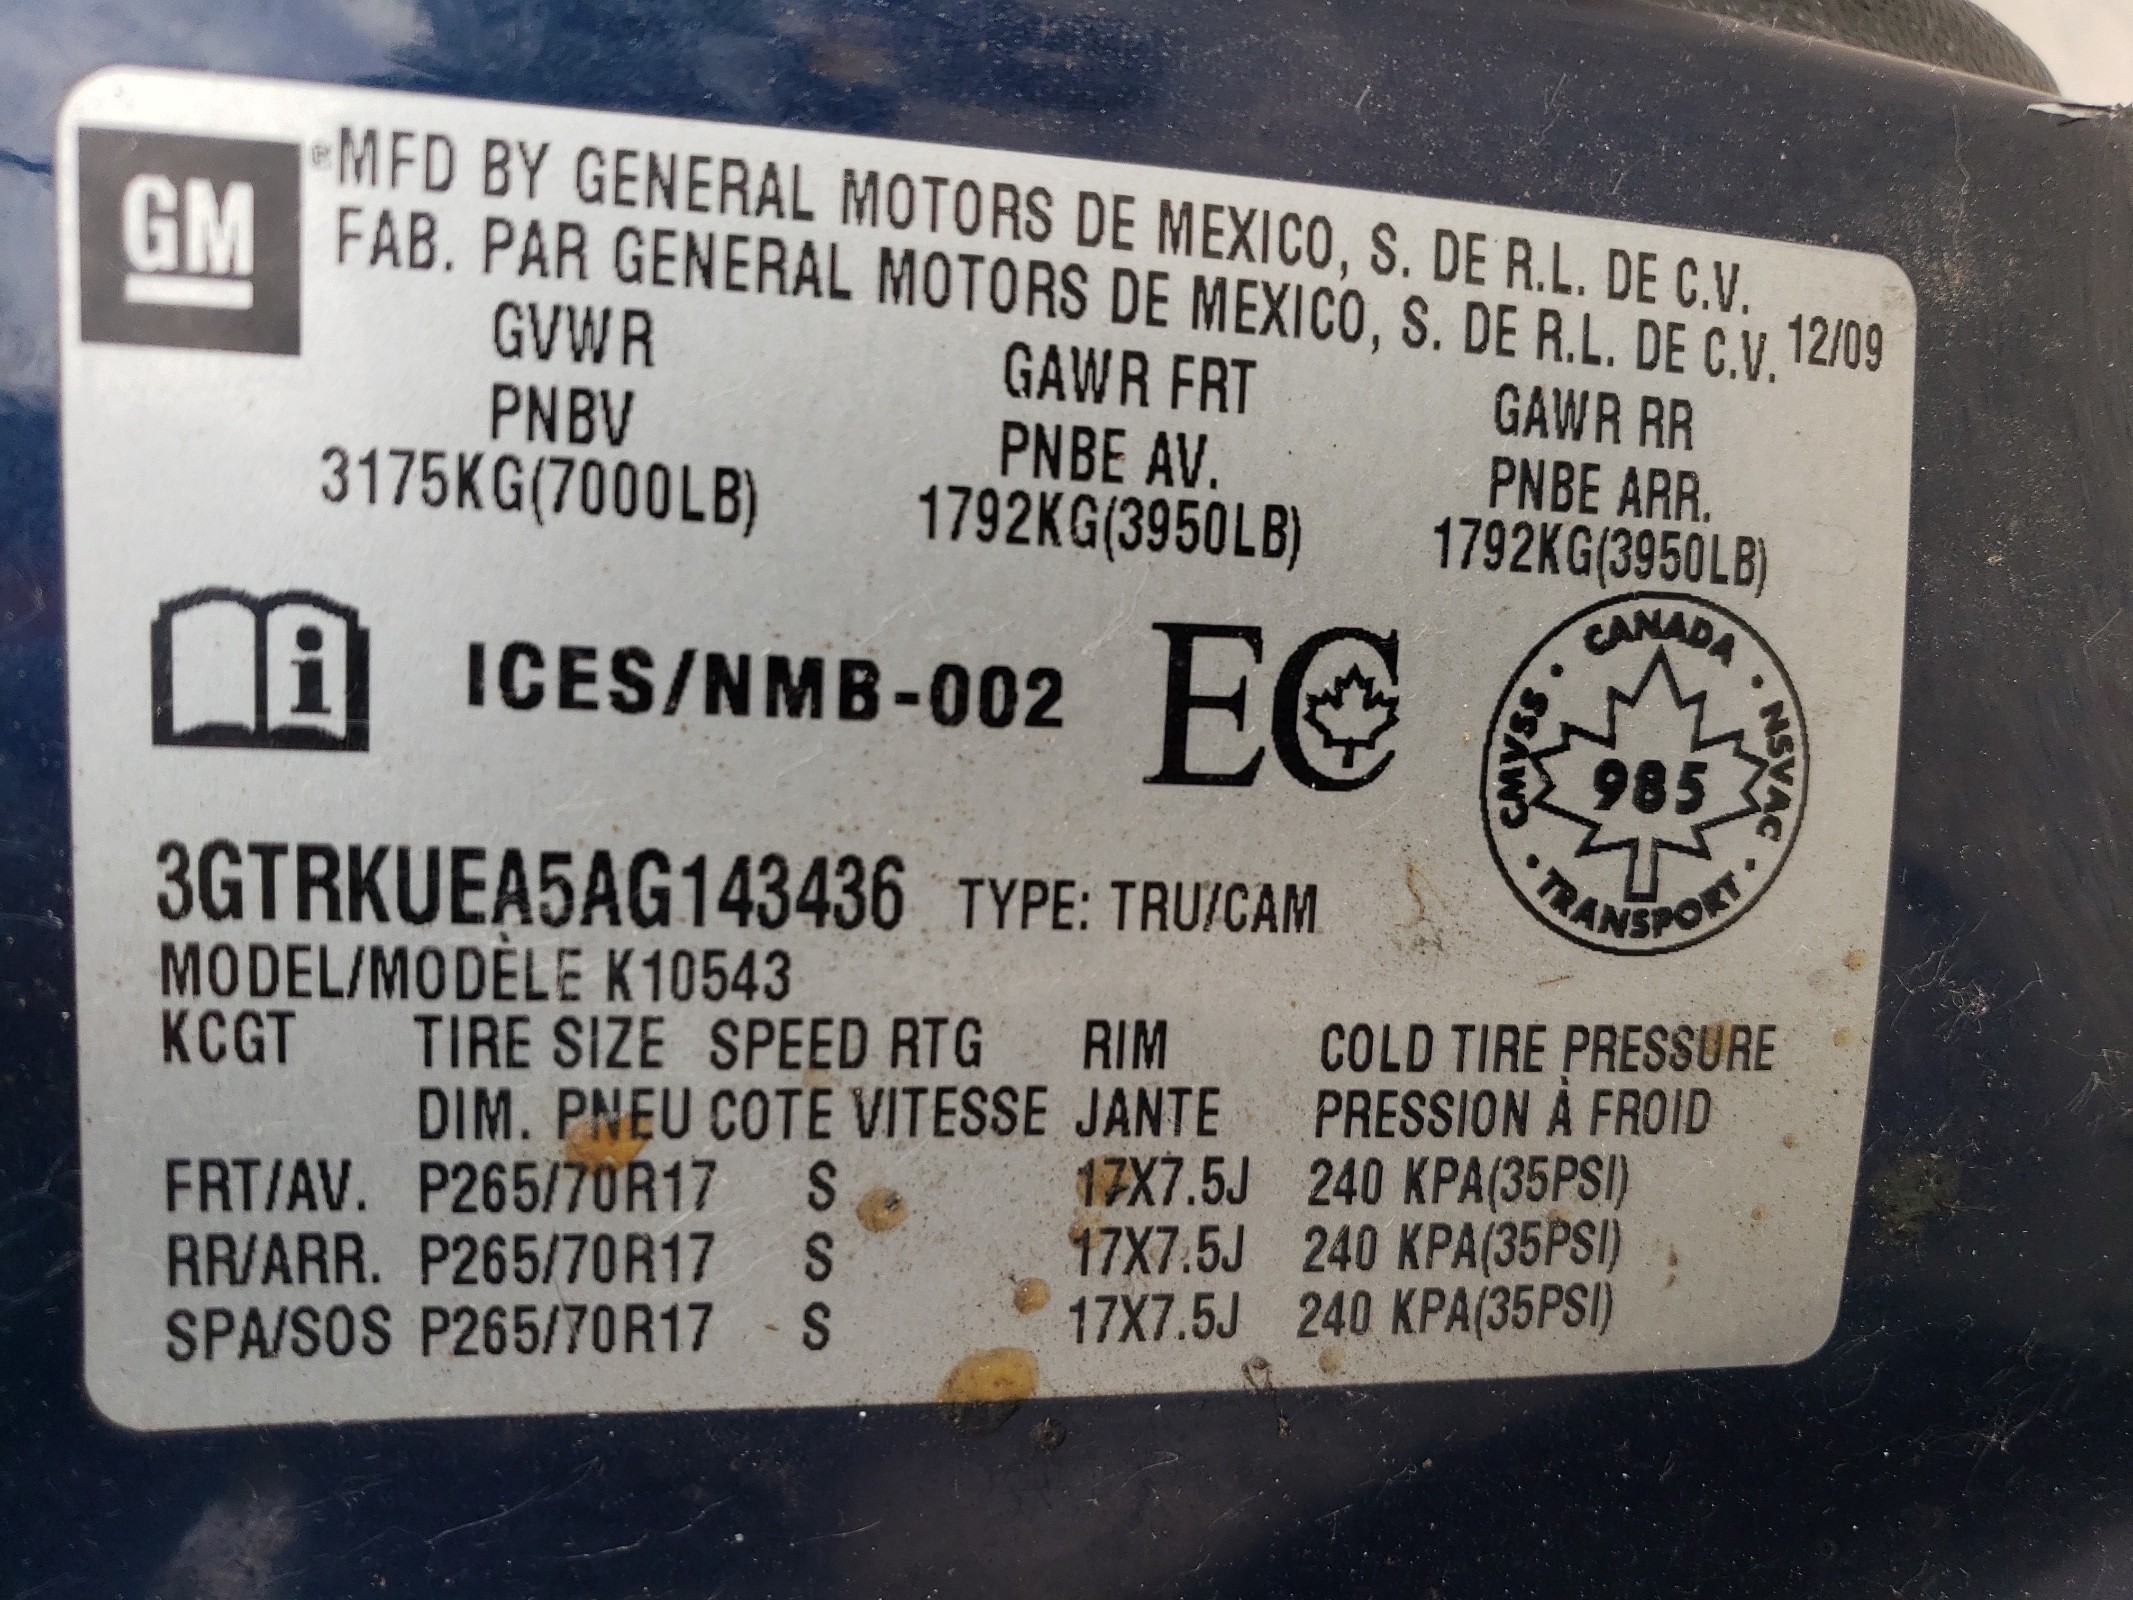 GM
®MFD BY GENERAL MOTORS DE MEXICO, S. DE R.L. DE C.V.
FAB. PAR GENERAL MOTORS DE MEXICO, S. DE R.L. DE C.V. 12/09
GVWR GAWR FRT GAWR RR
PNBV PNBE AV. PNBE ARR.
3175KG(7000LB) 1792KG(3950LB) 1792KG(3950LB)
i ICES/NMB-002 EC
CANADA · NSVAC · TRANSPORT · CMVSS ·
985
3GTRKUEA5AG143436 TYPE: TRU/CAM
MODEL/MODÈLE K10543
KCGT TIRE SIZE SPEED RTG RIM COLD TIRE PRESSURE
DIM. PNEU COTE VITESSE JANTE PRESSION À FROID
FRT/AV. P265/70R17 S 17X7.5J 240 KPA(35PSI)
RR/ARR. P265/70R17 S 17X7.5J 240 KPA(35PSI)
SPA/SOS P265/70R17 S 17X7.5J 240 KPA(35PSI)